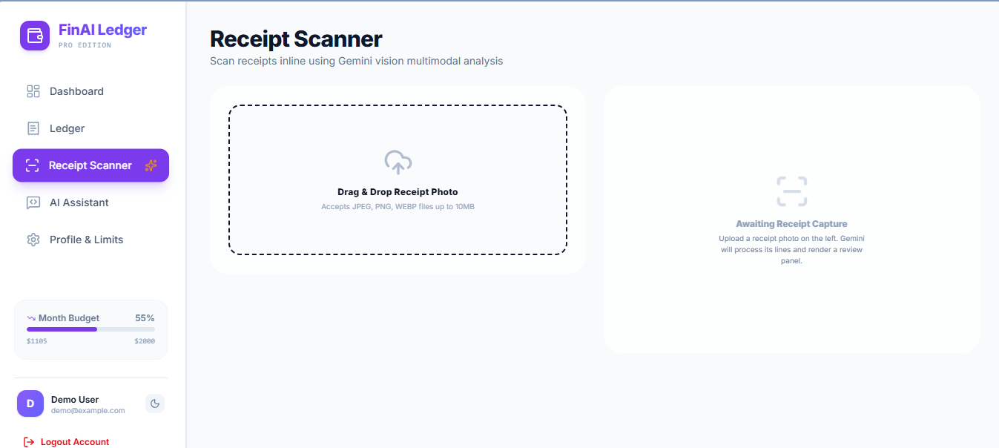 FinAI Ledger
PRO EDITION
Dashboard
Ledger
Receipt Scanner
AI Assistant
Profile & Limits
Month Budget 55%
$1105 $2000
D
Demo User
demo@example.com
Logout Account
Receipt Scanner
Scan receipts inline using Gemini vision multimodal analysis
Drag & Drop Receipt Photo
Accepts JPEG, PNG, WEBP files up to 10MB
Awaiting Receipt Capture
Upload a receipt photo on the left. Gemini
will process its lines and render a review
panel.